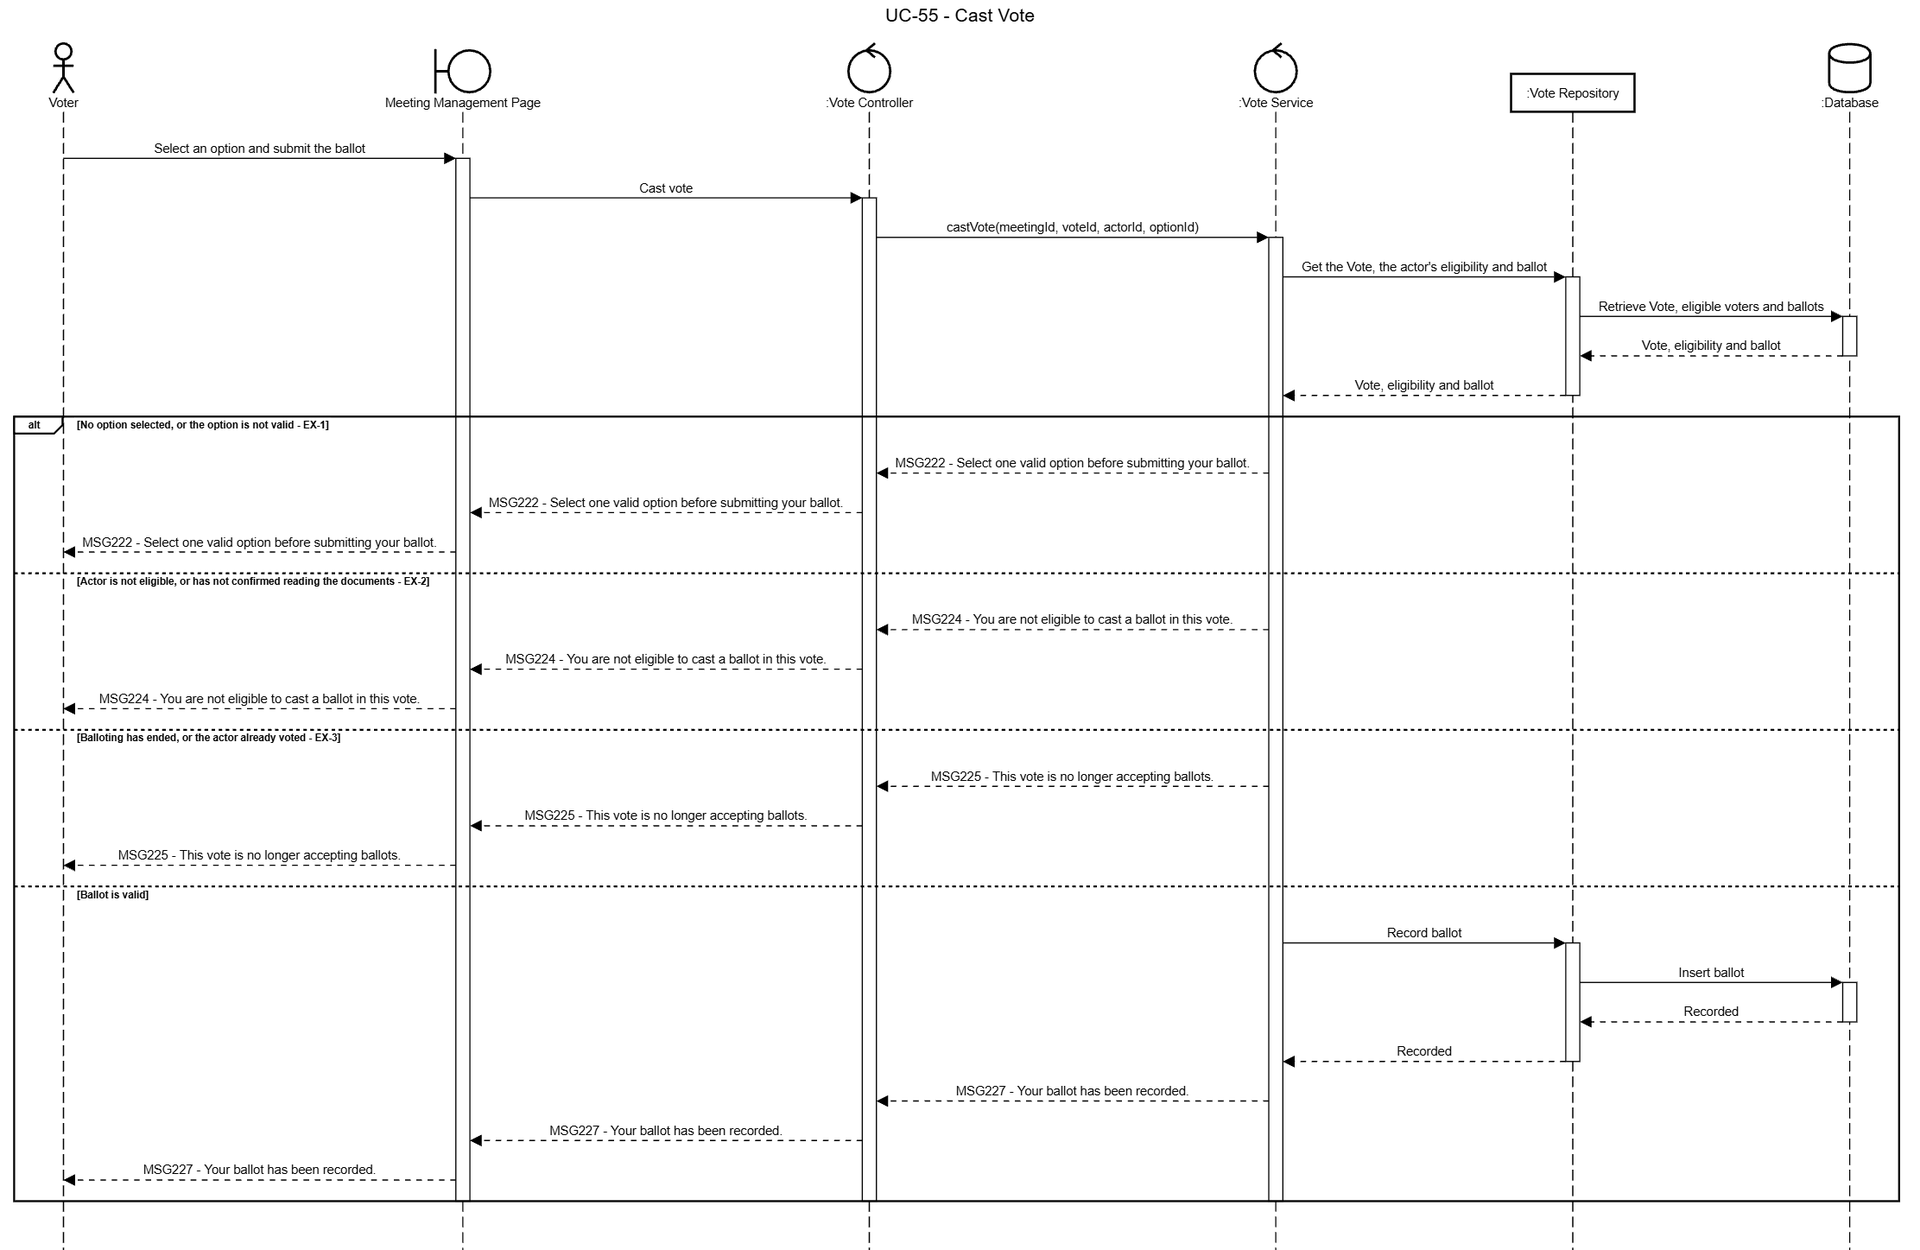 UC-55 - Cast Vote
Voter
Meeting Management Page
:Vote Controller
:Vote Service
:Vote Repository
:Database
Select an option and submit the ballot
Cast vote
castVote(meetingId, voteId, actorId, optionId)
Get the Vote, the actor's eligibility and ballot
Retrieve Vote, eligible voters and ballots
Vote, eligibility and ballot
Vote, eligibility and ballot
alt
[No option selected, or the option is not valid - EX-1]
MSG222 - Select one valid option before submitting your ballot.
MSG222 - Select one valid option before submitting your ballot.
MSG222 - Select one valid option before submitting your ballot.
[Actor is not eligible, or has not confirmed reading the documents - EX-2]
MSG224 - You are not eligible to cast a ballot in this vote.
MSG224 - You are not eligible to cast a ballot in this vote.
MSG224 - You are not eligible to cast a ballot in this vote.
[Balloting has ended, or the actor already voted - EX-3]
MSG225 - This vote is no longer accepting ballots.
MSG225 - This vote is no longer accepting ballots.
MSG225 - This vote is no longer accepting ballots.
[Ballot is valid]
Record ballot
Insert ballot
Recorded
Recorded
MSG227 - Your ballot has been recorded.
MSG227 - Your ballot has been recorded.
MSG227 - Your ballot has been recorded.